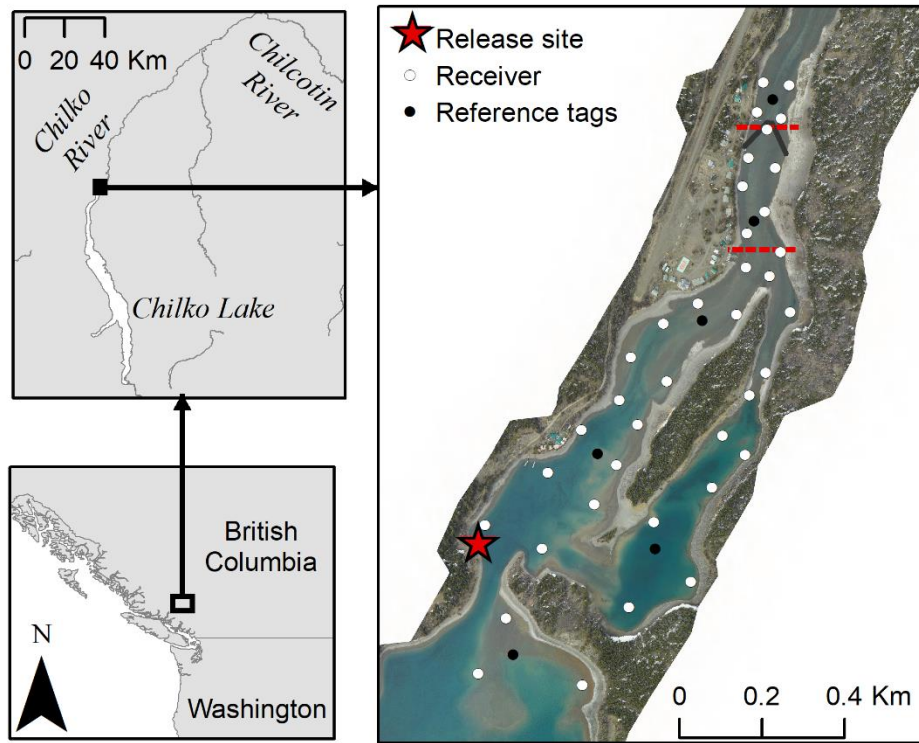 0 20 40 Km
Chilko
River
Chilcotin
River
Chilko Lake
British
Columbia
N
Washington
Release site
Receiver
Reference tags
0 0.2 0.4 Km